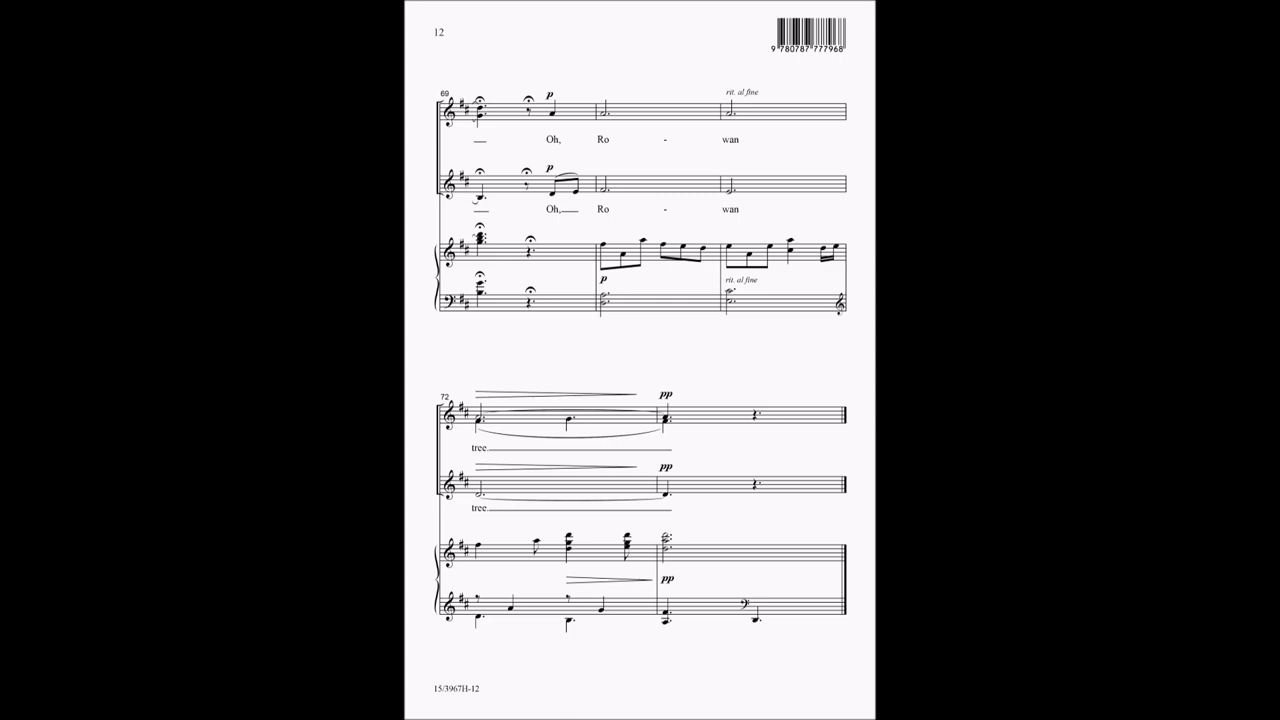 12
9 780787 777968
69
p
rit. al fine
Oh, Ro - wan
p
Oh, Ro - wan
p
rit. al fine
72
pp
tree.
pp
tree.
pp
15/3967H-12